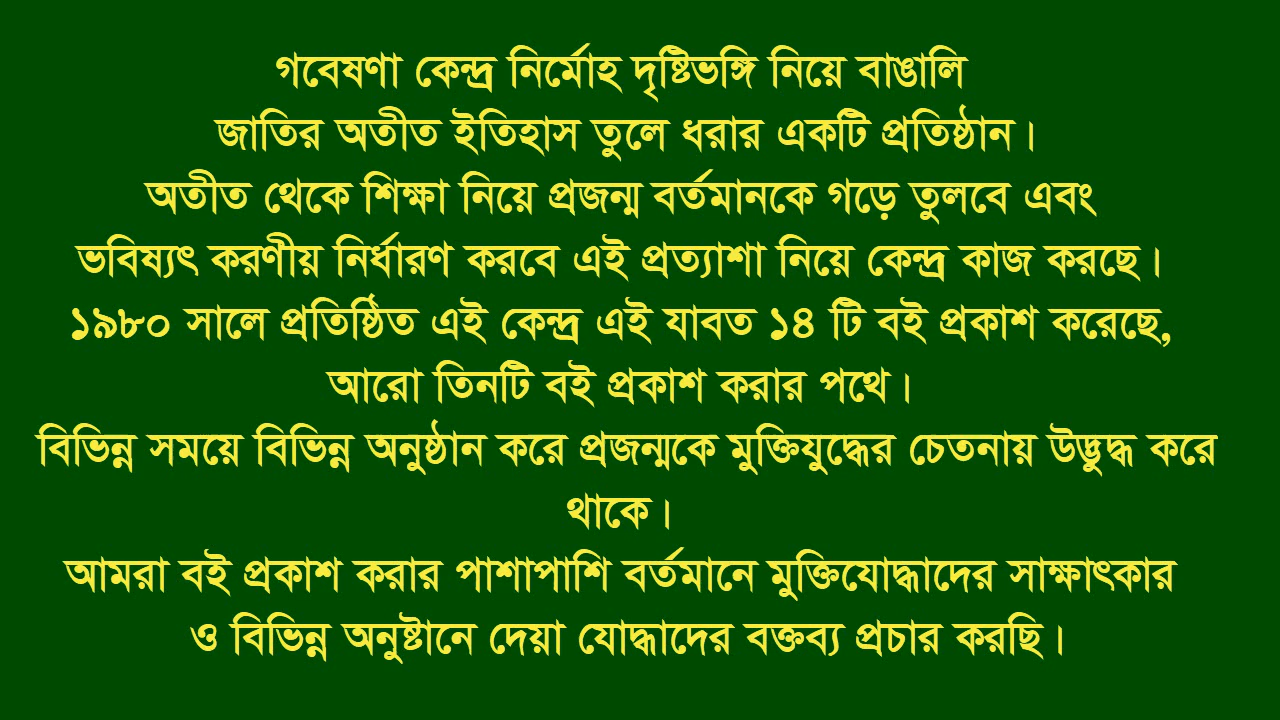 গবেষণা কেন্দ্র নির্মোহ দৃষ্টিভঙ্গি নিয়ে বাঙালি
জাতির অতীত ইতিহাস তুলে ধরার একটি প্রতিষ্ঠান।
অতীত থেকে শিক্ষা নিয়ে প্রজন্ম বর্তমানকে গড়ে তুলবে এবং
ভবিষ্যৎ করণীয় নির্ধারণ করবে এই প্রত্যাশা নিয়ে কেন্দ্র কাজ করছে।
১৯৮০ সালে প্রতিষ্ঠিত এই কেন্দ্র এই যাবত ১৪ টি বই প্রকাশ করেছে,
আরো তিনটি বই প্রকাশ করার পথে।
বিভিন্ন সময়ে বিভিন্ন অনুষ্ঠান করে প্রজন্মকে মুক্তিযুদ্ধের চেতনায় উদ্ভুদ্ধ করে
থাকে।
আমরা বই প্রকাশ করার পাশাপাশি বর্তমানে মুক্তিযোদ্ধাদের সাক্ষাৎকার
ও বিভিন্ন অনুষ্টানে দেয়া যোদ্ধাদের বক্তব্য প্রচার করছি।